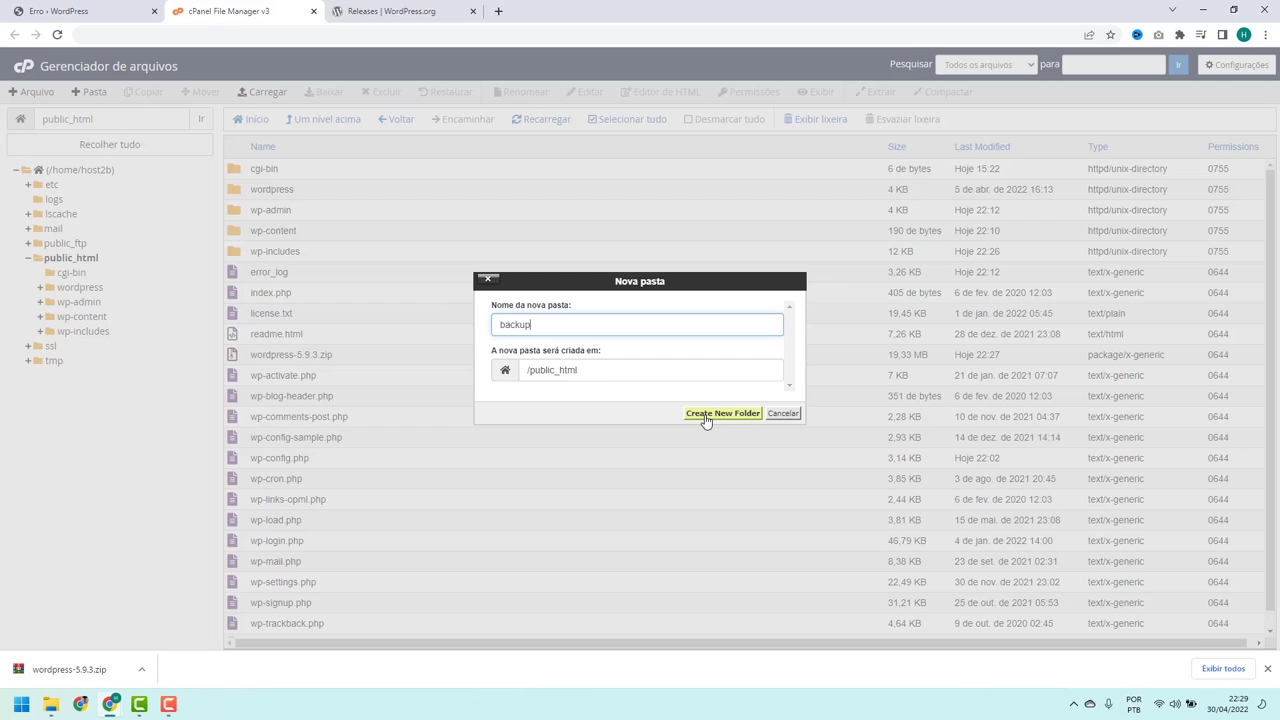 Erro › WordPress
cPanel File Manager v3
Releases | WordPress.org
H
cP Gerenciador de arquivos
Pesquisar Todos os arquivos para Ir Configurações
Arquivo Pasta Copiar Mover Carregar Baixar Excluir Restaurar Renomear Editar Editor de HTML Permissões Exibir Extrair Compactar
public_html Ir
Início Um nível acima Voltar Encaminhar Recarregar Selecionar tudo Desmarcar tudo Exibir lixeira Esvaziar lixeira
Recolher tudo
(/home/host2b)
etc
logs
lscache
mail
public_ftp
public_html
cgi-bin
wordpress
wp-admin
wp-content
wp-includes
ssl
tmp
Name Size Last Modified Type Permissions
cgi-bin 6 de bytes Hoje 15:22 httpd/unix-directory 0755
wordpress 4 KB 5 de abr. de 2022 16:13 httpd/unix-directory 0755
wp-admin 4 KB Hoje 22:12 httpd/unix-directory 0755
wp-content 190 de bytes Hoje 22:12 httpd/unix-directory 0755
wp-includes 12 KB Hoje 22:26 httpd/unix-directory 0755
error_log 3,26 KB Hoje 22:12 text/x-generic 0644
index.php 405 de bytes 6 de fev. de 2020 12:03 text/x-generic 0644
license.txt 19,45 KB 1 de jan. de 2022 05:45 text/plain 0644
readme.html 7,26 KB 28 de dez. de 2021 23:08 text/html 0644
wordpress-5.9.3.zip 19,33 MB Hoje 22:27 package/x-generic 0644
wp-activate.php 7 KB 21 de jan. de 2021 07:07 text/x-generic 0644
wp-blog-header.php 351 de bytes 6 de fev. de 2020 12:03 text/x-generic 0644
wp-comments-post.php 2,28 KB 10 de nov. de 2021 04:37 text/x-generic 0644
wp-config-sample.php 2,93 KB 14 de dez. de 2021 14:14 text/x-generic 0644
wp-config.php 3,14 KB Hoje 22:02 text/x-generic 0644
wp-cron.php 3,85 KB 3 de ago. de 2021 20:45 text/x-generic 0644
wp-links-opml.php 2,44 KB 6 de fev. de 2020 12:03 text/x-generic 0644
wp-load.php 3,81 KB 15 de mai. de 2021 23:08 text/x-generic 0644
wp-login.php 46,79 KB 4 de jan. de 2022 14:00 text/x-generic 0644
wp-mail.php 8,38 KB 23 de set. de 2021 02:31 text/x-generic 0644
wp-settings.php 22,49 KB 30 de nov. de 2021 23:02 text/x-generic 0644
wp-signup.php 31,21 KB 25 de out. de 2021 05:53 text/x-generic 0644
wp-trackback.php 4,64 KB 9 de out. de 2020 02:45 text/x-generic 0644
Nova pasta
Nome da nova pasta:
backup
A nova pasta será criada em:
/public_html
Create New Folder Cancelar
wordpress-5.9.3.zip
Exibir todos
POR
PTB
22:29
30/04/2022